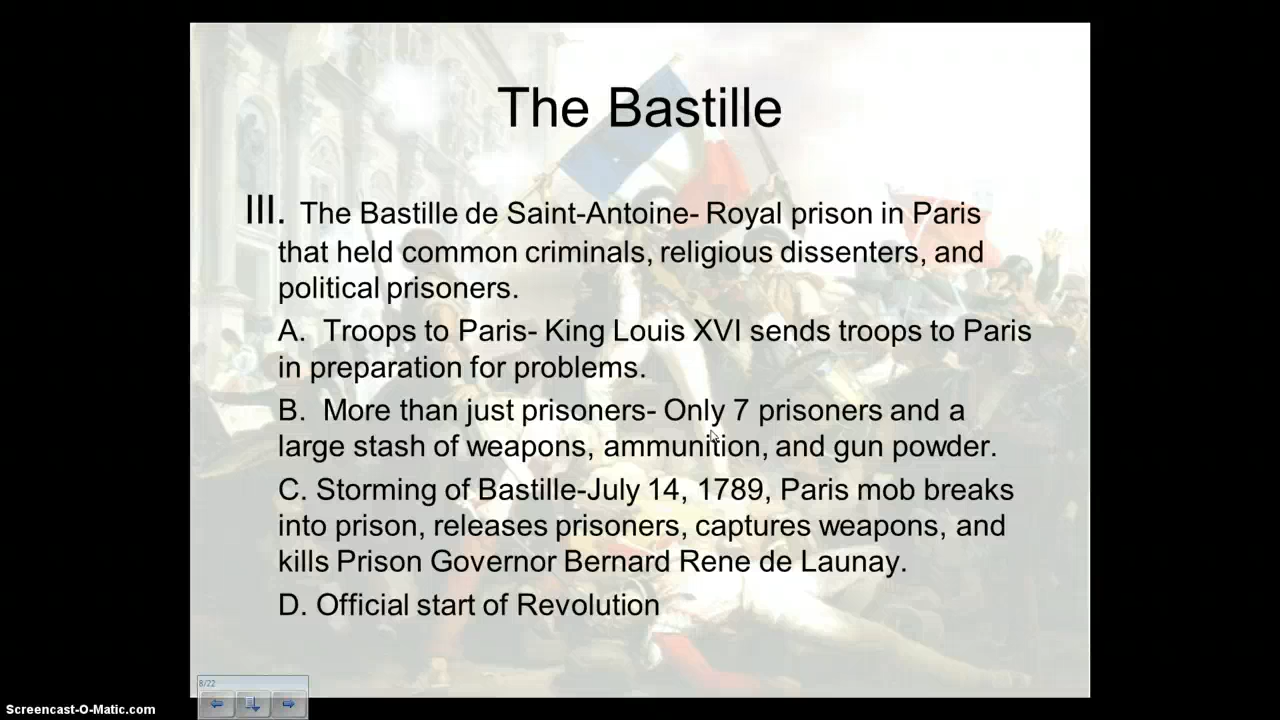 The Bastille
III. The Bastille de Saint-Antoine- Royal prison in Paris
that held common criminals, religious dissenters, and
political prisoners.
A. Troops to Paris- King Louis XVI sends troops to Paris
in preparation for problems.
B. More than just prisoners- Only 7 prisoners and a
large stash of weapons, ammunition, and gun powder.
C. Storming of Bastille-July 14, 1789, Paris mob breaks
into prison, releases prisoners, captures weapons, and
kills Prison Governor Bernard Rene de Launay.
D. Official start of Revolution
8/22
Screencast-O-Matic.com